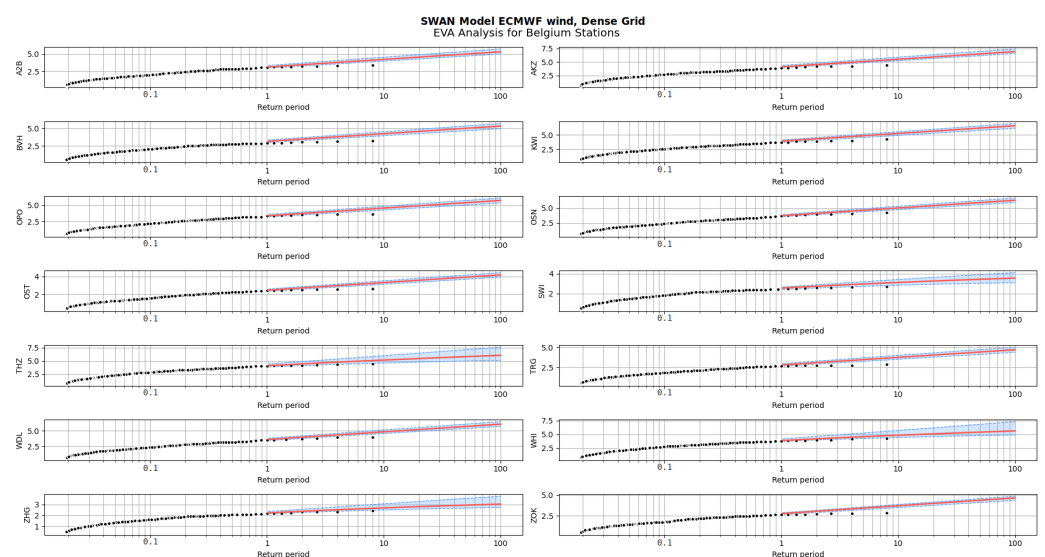 SWAN Model ECMWF wind, Dense Grid
EVA Analysis for Belgium Stations
A2B
5.0
2.5
0.1 1 10 100
Return period
AKZ
7.5
5.0
2.5
0.1 1 10 100
Return period
BVH
5.0
2.5
0.1 1 10 100
Return period
KWI
5.0
2.5
0.1 1 10 100
Return period
OPO
5.0
2.5
0.1 1 10 100
Return period
OSN
5.0
2.5
0.1 1 10 100
Return period
OST
4
2
0.1 1 10 100
Return period
SWI
4
2
0.1 1 10 100
Return period
THZ
7.5
5.0
2.5
0.1 1 10 100
Return period
TRG
5.0
2.5
0.1 1 10 100
Return period
WDL
5.0
2.5
0.1 1 10 100
Return period
WHI
7.5
5.0
2.5
0.1 1 10 100
Return period
ZHG
3
2
1
0.1 1 10 100
Return period
ZOK
5.0
2.5
0.1 1 10 100
Return period